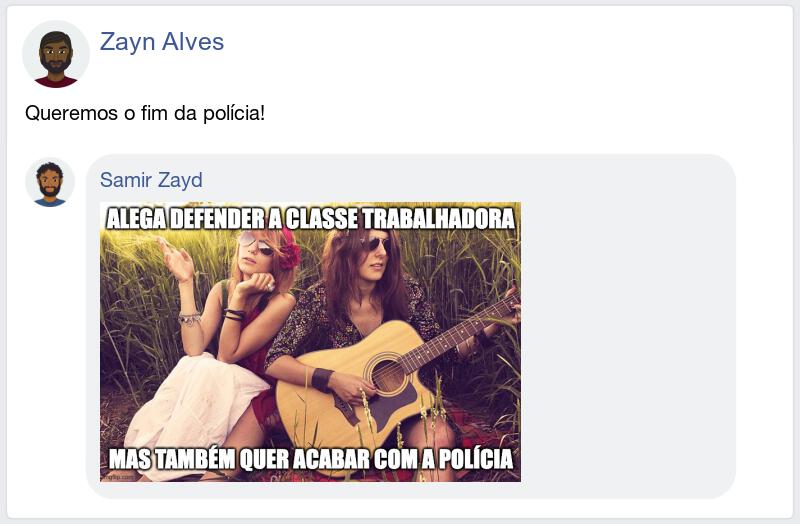 Zayn Alves
Queremos o fim da polícia!
Samir Zayd
ALEGA DEFENDER A CLASSE TRABALHADORA
MAS TAMBÉM QUER ACABAR COM A POLÍCIA
imgflip.com